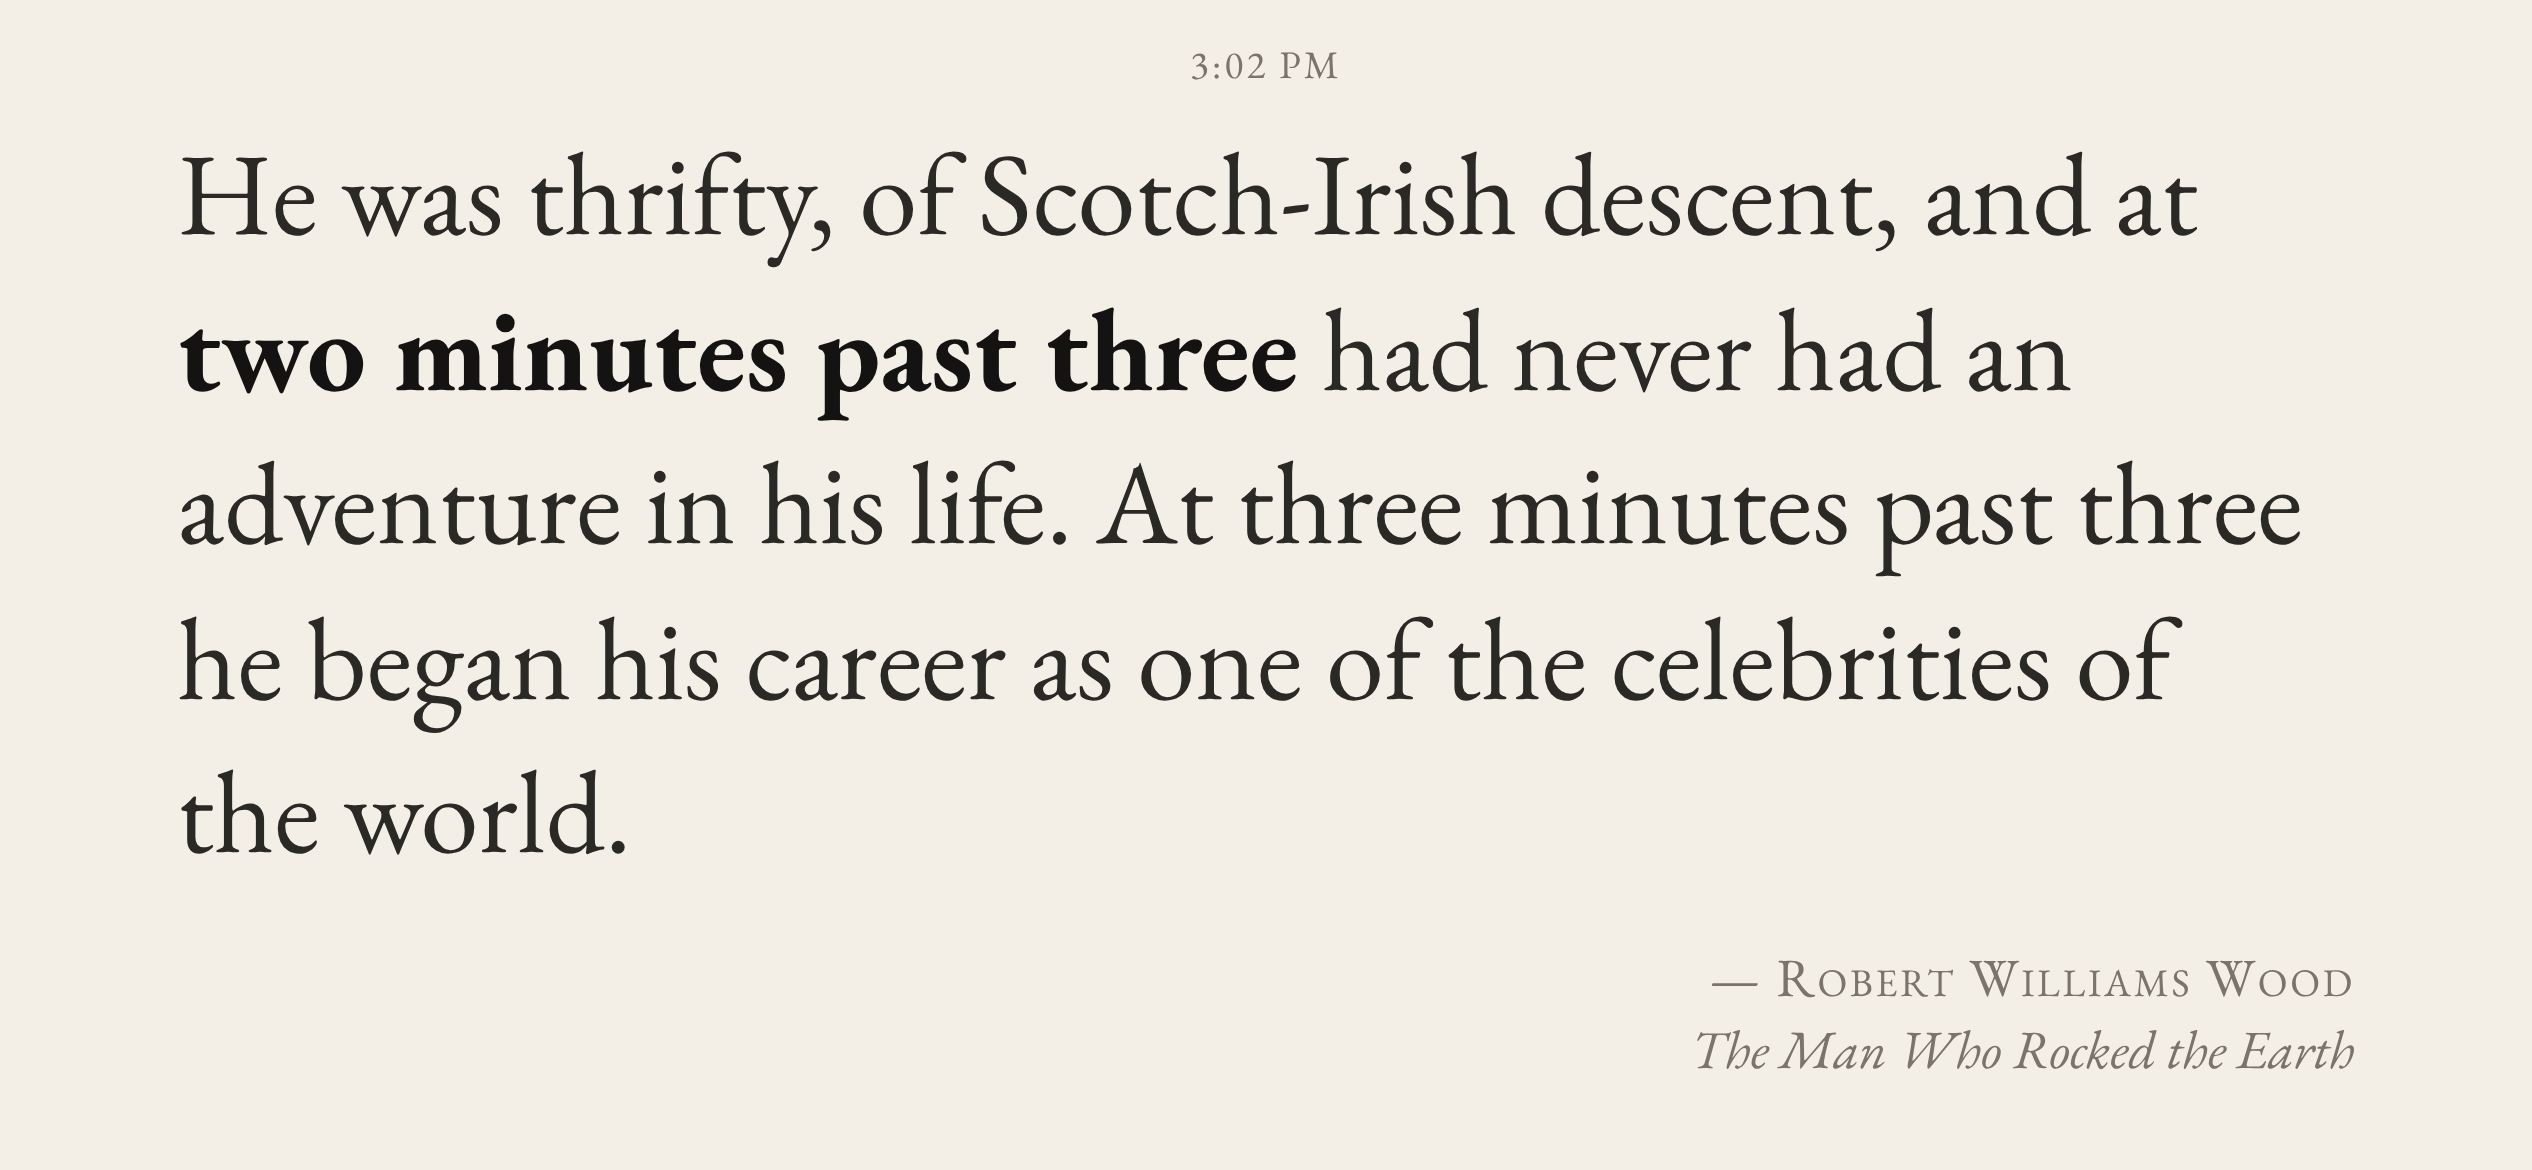 3:02 PM
He was thrifty, of Scotch-Irish descent, and at
two minutes past three had never had an
adventure in his life. At three minutes past three
he began his career as one of the celebrities of
the world.
— Robert Williams Wood
The Man Who Rocked the Earth